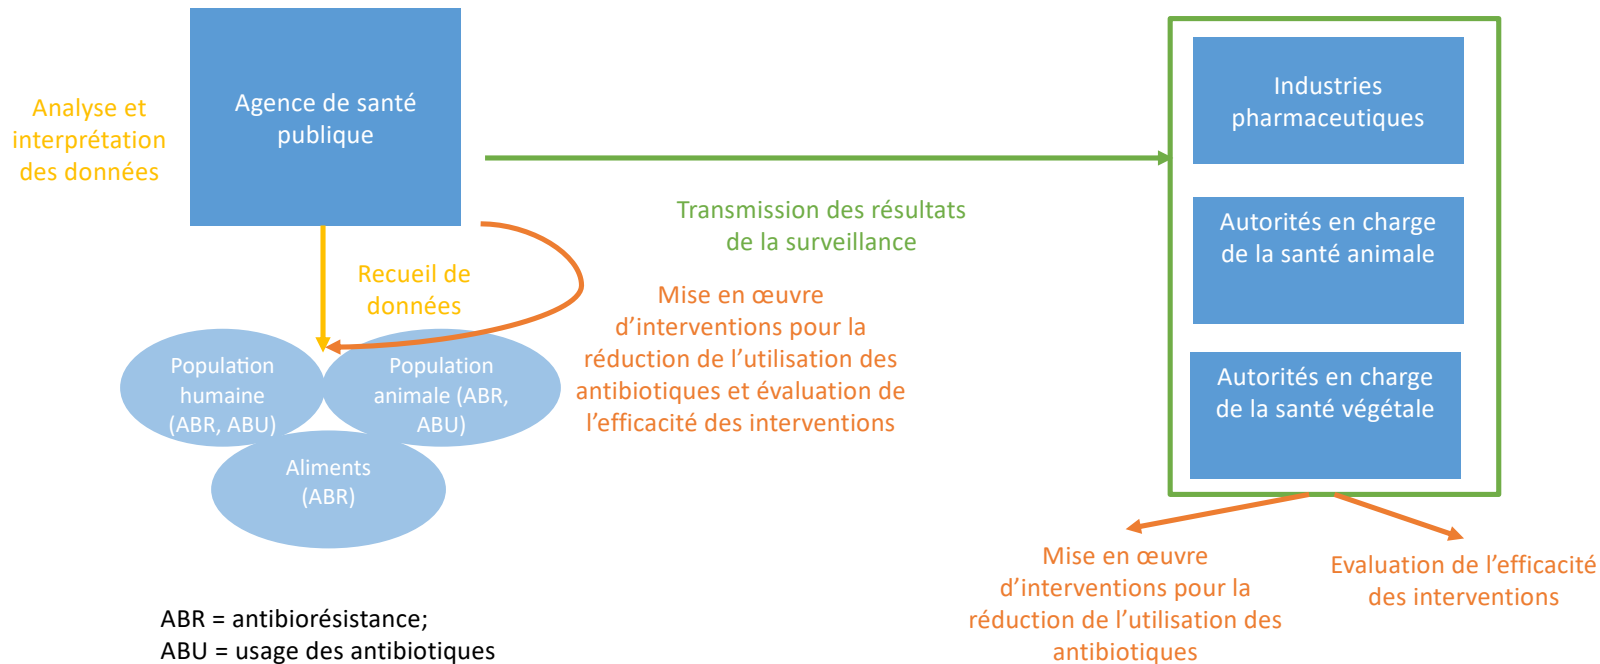 Analyse et
interprétation
des données
Agence de santé
publique
Recueil de
données
Population
humaine
(ABR, ABU)
Population
animale (ABR,
ABU)
Aliments
(ABR)
ABR = antibiorésistance;
ABU = usage des antibiotiques
Transmission des résultats
de la surveillance
Mise en œuvre
d’interventions pour la
réduction de l’utilisation des
antibiotiques et évaluation de
l’efficacité des interventions
Industries
pharmaceutiques
Autorités en charge
de la santé animale
Autorités en charge
de la santé végétale
Mise en œuvre
d’interventions pour la
réduction de l’utilisation des
antibiotiques
Evaluation de l’efficacité
des interventions